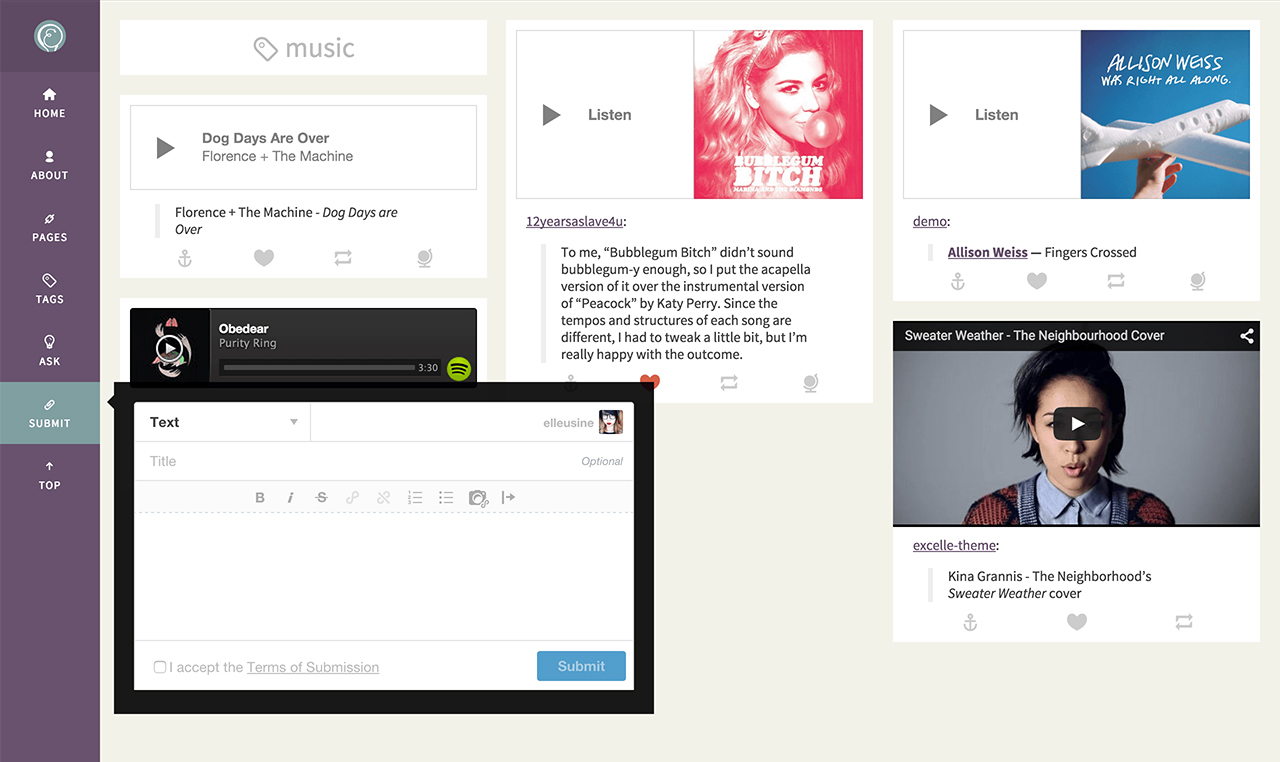 HOME
ABOUT
PAGES
TAGS
ASK
SUBMIT
TOP
music
Dog Days Are Over
Florence + The Machine
Florence + The Machine - Dog Days are
Over
Obedear
Purity Ring
3:30
Text
elleusine
Title
Optional
B i S
I accept the Terms of Submission
Submit
Listen
BUBBLEGUM
BITCH
MARINA AND THE DIAMONDS
12yearsaslave4u:
To me, “Bubblegum Bitch” didn’t sound
bubblegum-y enough, so I put the acapella
version of it over the instrumental version
of “Peacock” by Katy Perry. Since the
tempos and structures of each song are
different, I had to tweak a little bit, but I’m
really happy with the outcome.
Listen
ALLISON WEISS
WAS RIGHT ALL ALONG.
demo:
Allison Weiss — Fingers Crossed
Sweater Weather - The Neighbourhood Cover
excelle-theme:
Kina Grannis - The Neighborhood’s
Sweater Weather cover